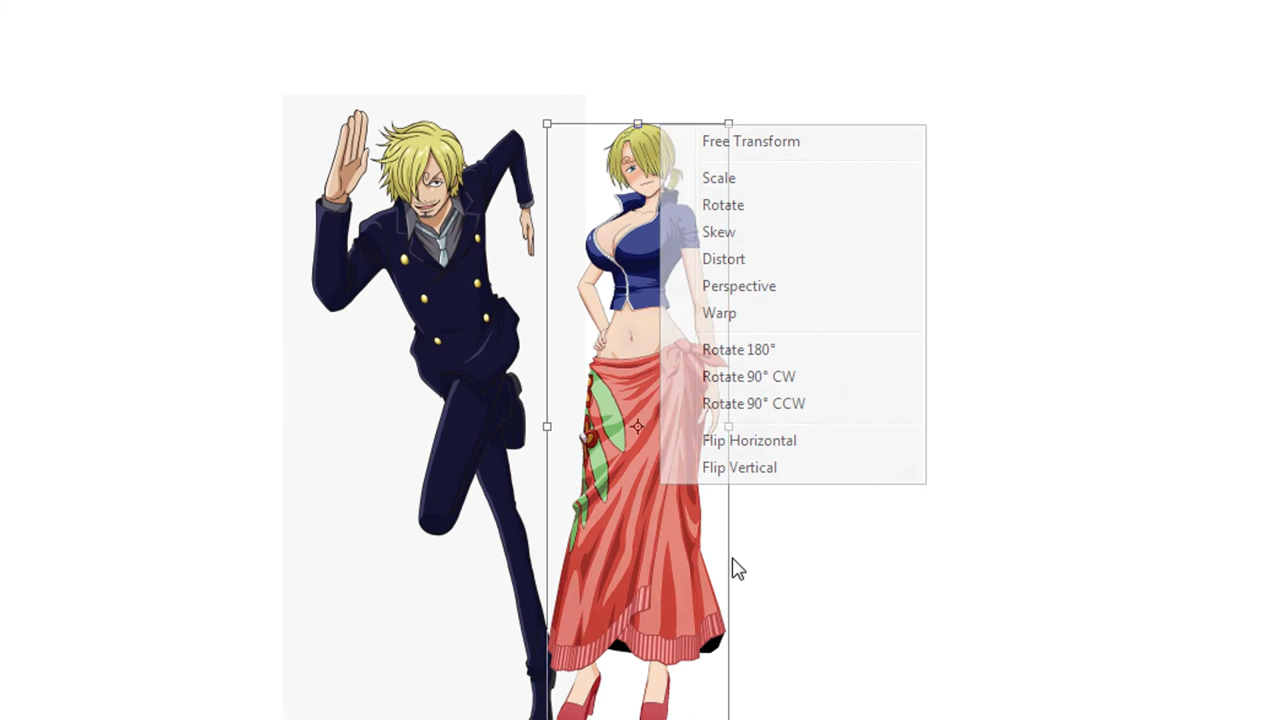 Free Transform
Scale
Rotate
Skew
Distort
Perspective
Warp
Rotate 180°
Rotate 90° CW
Rotate 90° CCW
Flip Horizontal
Flip Vertical